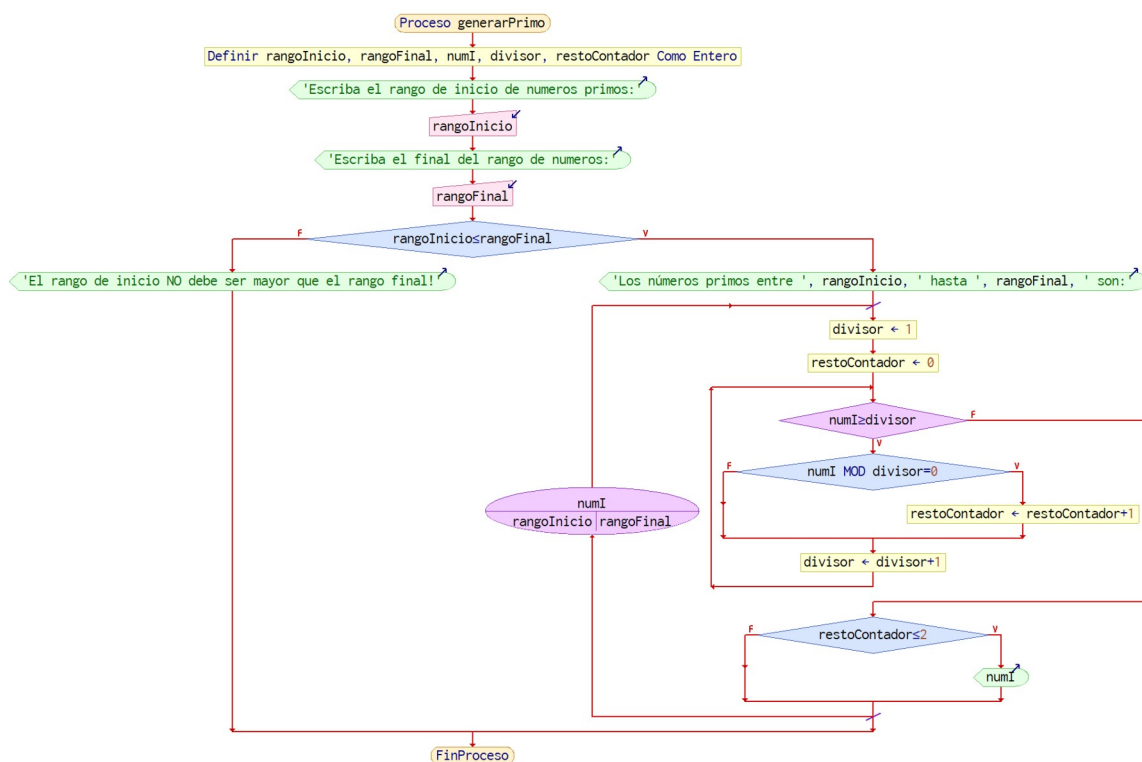 Proceso generarPrimo
Definir rangoInicio, rangoFinal, numI, divisor, restoContador Como Entero
'Escriba el rango de inicio de numeros primos:'
rangoInicio
'Escriba el final del rango de numeros:'
rangoFinal
rangoInicio≤rangoFinal
F
V
'El rango de inicio NO debe ser mayor que el rango final!'
'Los números primos entre ', rangoInicio, ' hasta ', rangoFinal, ' son:'
divisor ← 1
restoContador ← 0
numI≥divisor
F
V
numI MOD divisor=0
F
V
numI
rangoInicio rangoFinal
restoContador ← restoContador+1
divisor ← divisor+1
restoContador≤2
F
V
numI
FinProceso